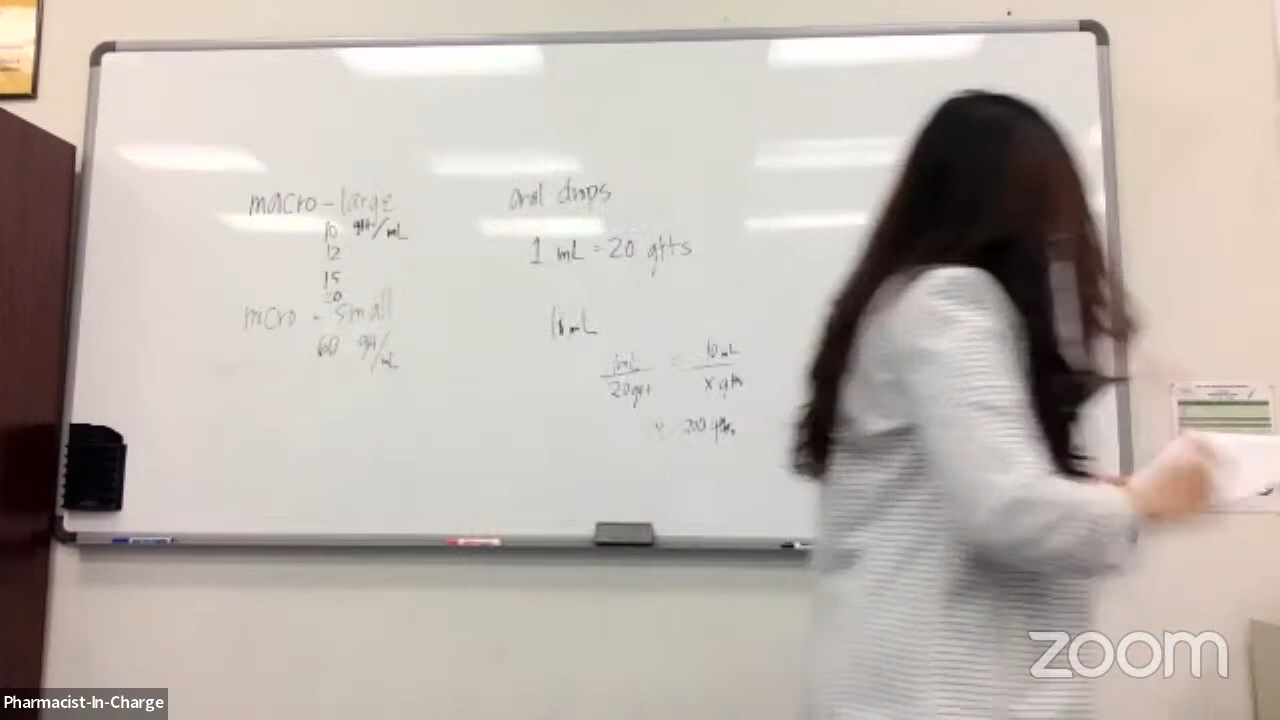 macro - large
10 gtt/mL
12
15
20
micro - small
60 gtt/mL
oral drops
1 mL = 20 gtts
10 mL
1mL = 10 mL
20gtt x gtts
x 200 gtts
zoom
Pharmacist-In-Charge